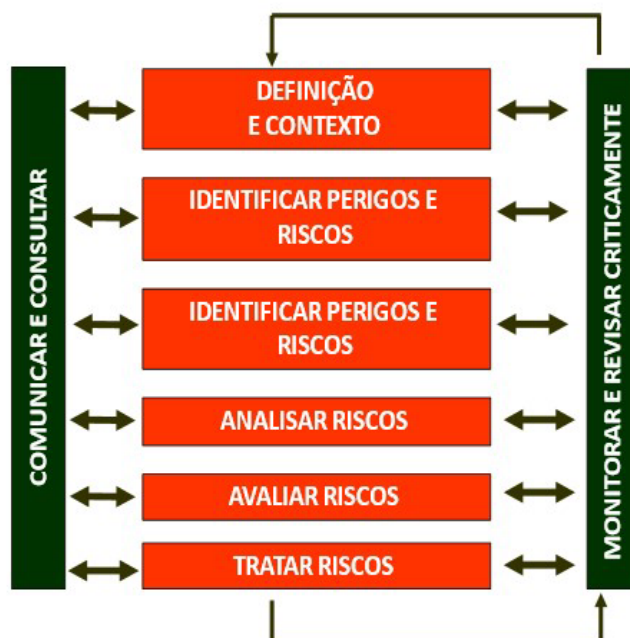 DEFINIÇÃO
E CONTEXTO
IDENTIFICAR PERIGOS E
RISCOS
IDENTIFICAR PERIGOS E
RISCOS
ANALISAR RISCOS
AVALIAR RISCOS
TRATAR RISCOS
COMUNICAR E CONSULTAR
MONITORAR E REVISAR CRITICAMENTE